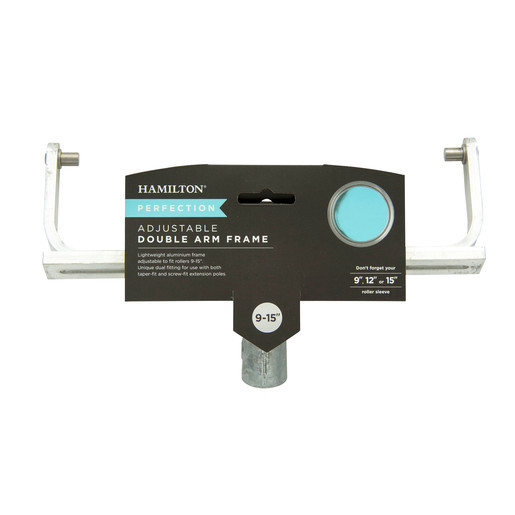 HAMILTON®
PERFECTION
ADJUSTABLE
DOUBLE ARM FRAME
Lightweight aluminium frame
adjustable to fit rollers 9-15".
Unique dual fitting for use with both
taper-fit and screw-fit extension poles.
Don't forget your
9", 12" or 15"
roller sleeve
9-15"